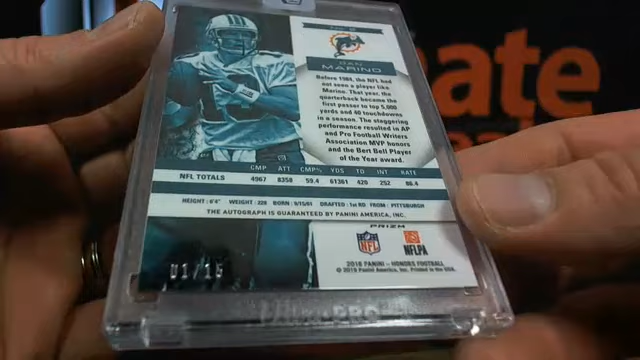 DAN
MARINO
Before 1984, the NFL had
not seen a player like
Marino. That year, the
quarterback became the
first passer to top 5,000
yards and 40 touchdowns
in a season. The staggering
performance resulted in AP
and Pro Football Writers
Association MVP honors
and the Bert Bell Player
of the Year award.
CMP ATT CMP% YDS TD INT RATE
NFL TOTALS 4967 8358 59.4 61361 420 252 86.4
HEIGHT: 6'4" WEIGHT: 228 BORN: 9/15/61 DRAFTED: 1st RD FROM: PITTSBURGH
THE AUTOGRAPH IS GUARANTEED BY PANINI AMERICA, INC.
PRIZM
NFL
NFLPA
2016 PANINI - HONORS FOOTBALL
© 2016 Panini America, Inc. Printed in the USA.
01/15
nate